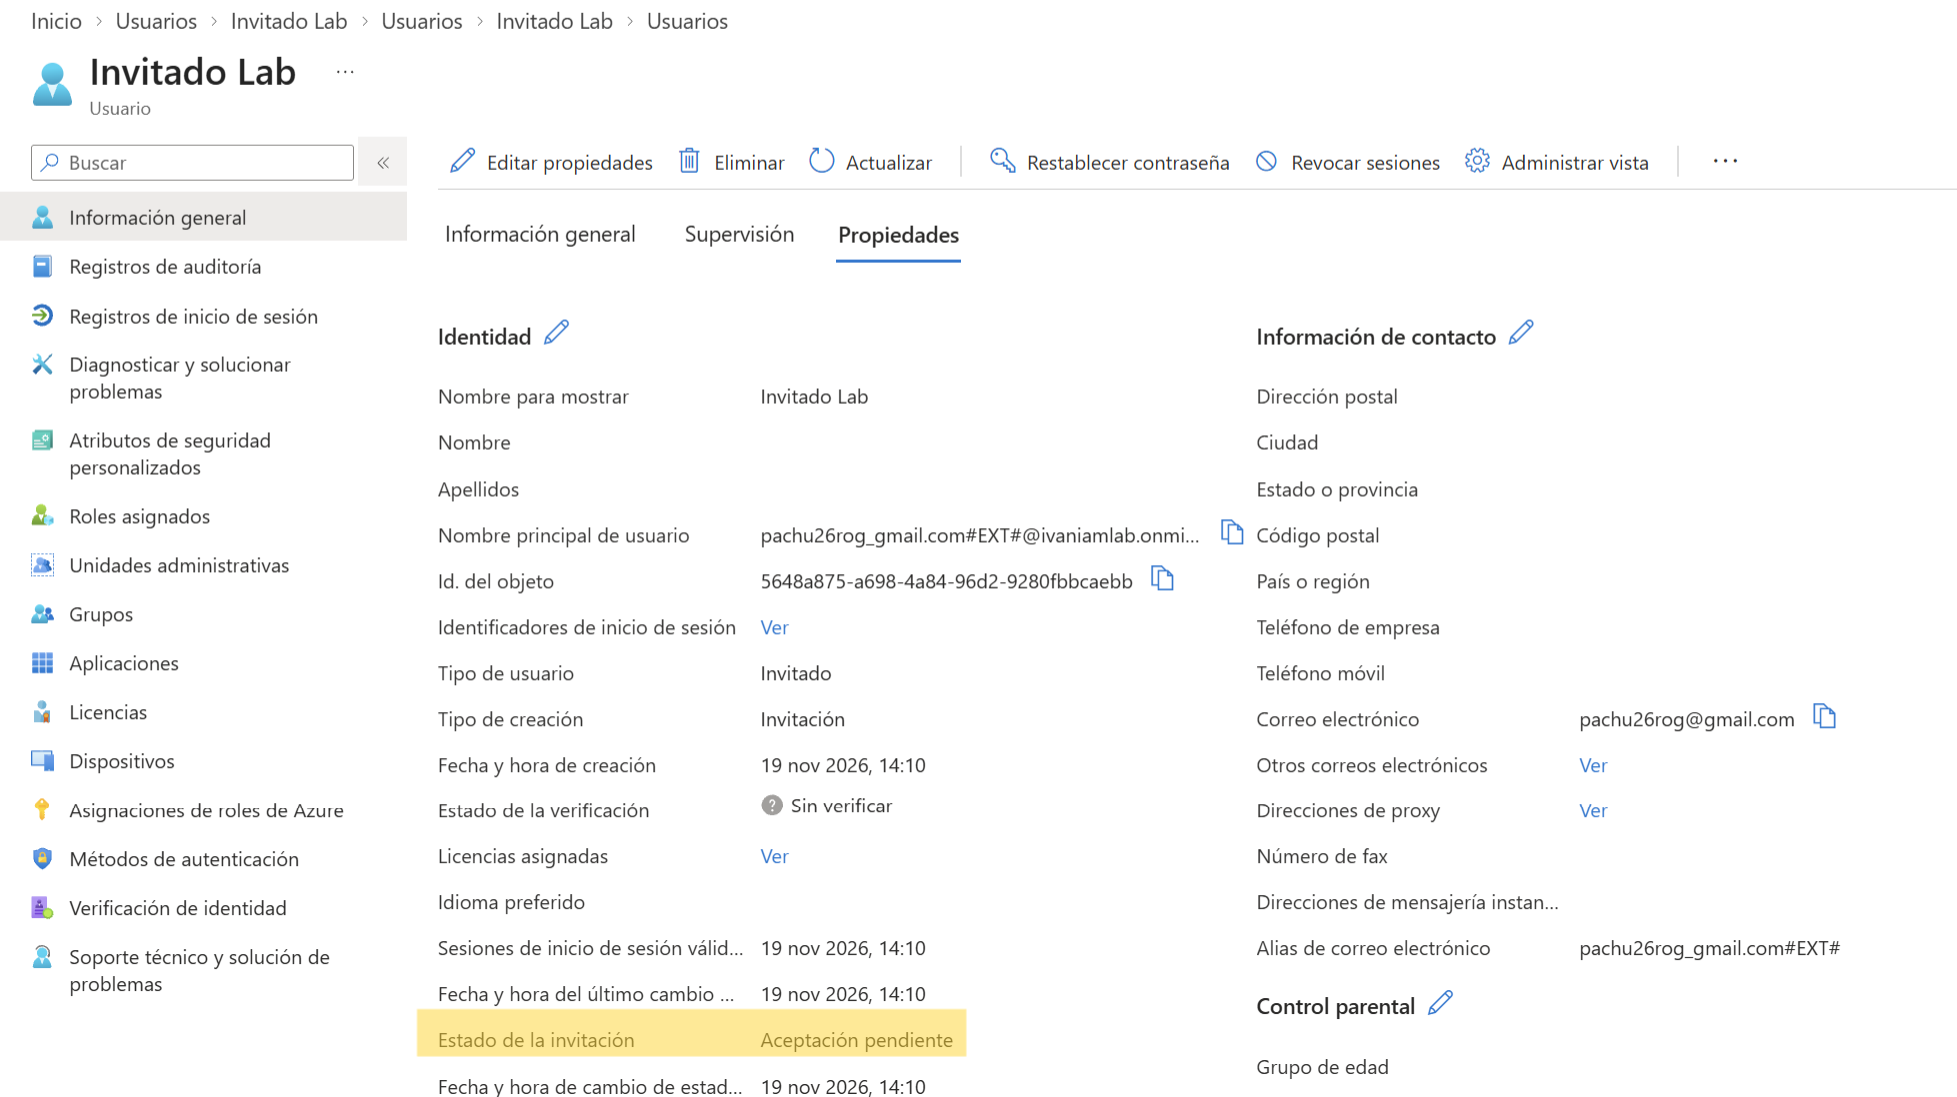 Inicio > Usuarios > Invitado Lab > Usuarios > Invitado Lab > Usuarios
Invitado Lab ...
Usuario
Buscar
«
Información general
Registros de auditoría
Registros de inicio de sesión
Diagnosticar y solucionar
problemas
Atributos de seguridad
personalizados
Roles asignados
Unidades administrativas
Grupos
Aplicaciones
Licencias
Dispositivos
Asignaciones de roles de Azure
Métodos de autenticación
Verificación de identidad
Soporte técnico y solución de
problemas
Editar propiedades Eliminar Actualizar Restablecer contraseña Revocar sesiones Administrar vista ...
Información general Supervisión Propiedades
Identidad
Nombre para mostrar Invitado Lab
Nombre
Apellidos
Nombre principal de usuario pachu26rog_gmail.com#EXT#@ivaniamlab.onmi...
Id. del objeto 5648a875-a698-4a84-96d2-9280fbbcaebb
Identificadores de inicio de sesión Ver
Tipo de usuario Invitado
Tipo de creación Invitación
Fecha y hora de creación 19 nov 2026, 14:10
Estado de la verificación ? Sin verificar
Licencias asignadas Ver
Idioma preferido
Sesiones de inicio de sesión válid... 19 nov 2026, 14:10
Fecha y hora del último cambio ... 19 nov 2026, 14:10
Estado de la invitación Aceptación pendiente
Fecha y hora de cambio de estad... 19 nov 2026, 14:10
Información de contacto
Dirección postal
Ciudad
Estado o provincia
Código postal
País o región
Teléfono de empresa
Teléfono móvil
Correo electrónico pachu26rog@gmail.com
Otros correos electrónicos Ver
Direcciones de proxy Ver
Número de fax
Direcciones de mensajería instan...
Alias de correo electrónico pachu26rog_gmail.com#EXT#
Control parental
Grupo de edad